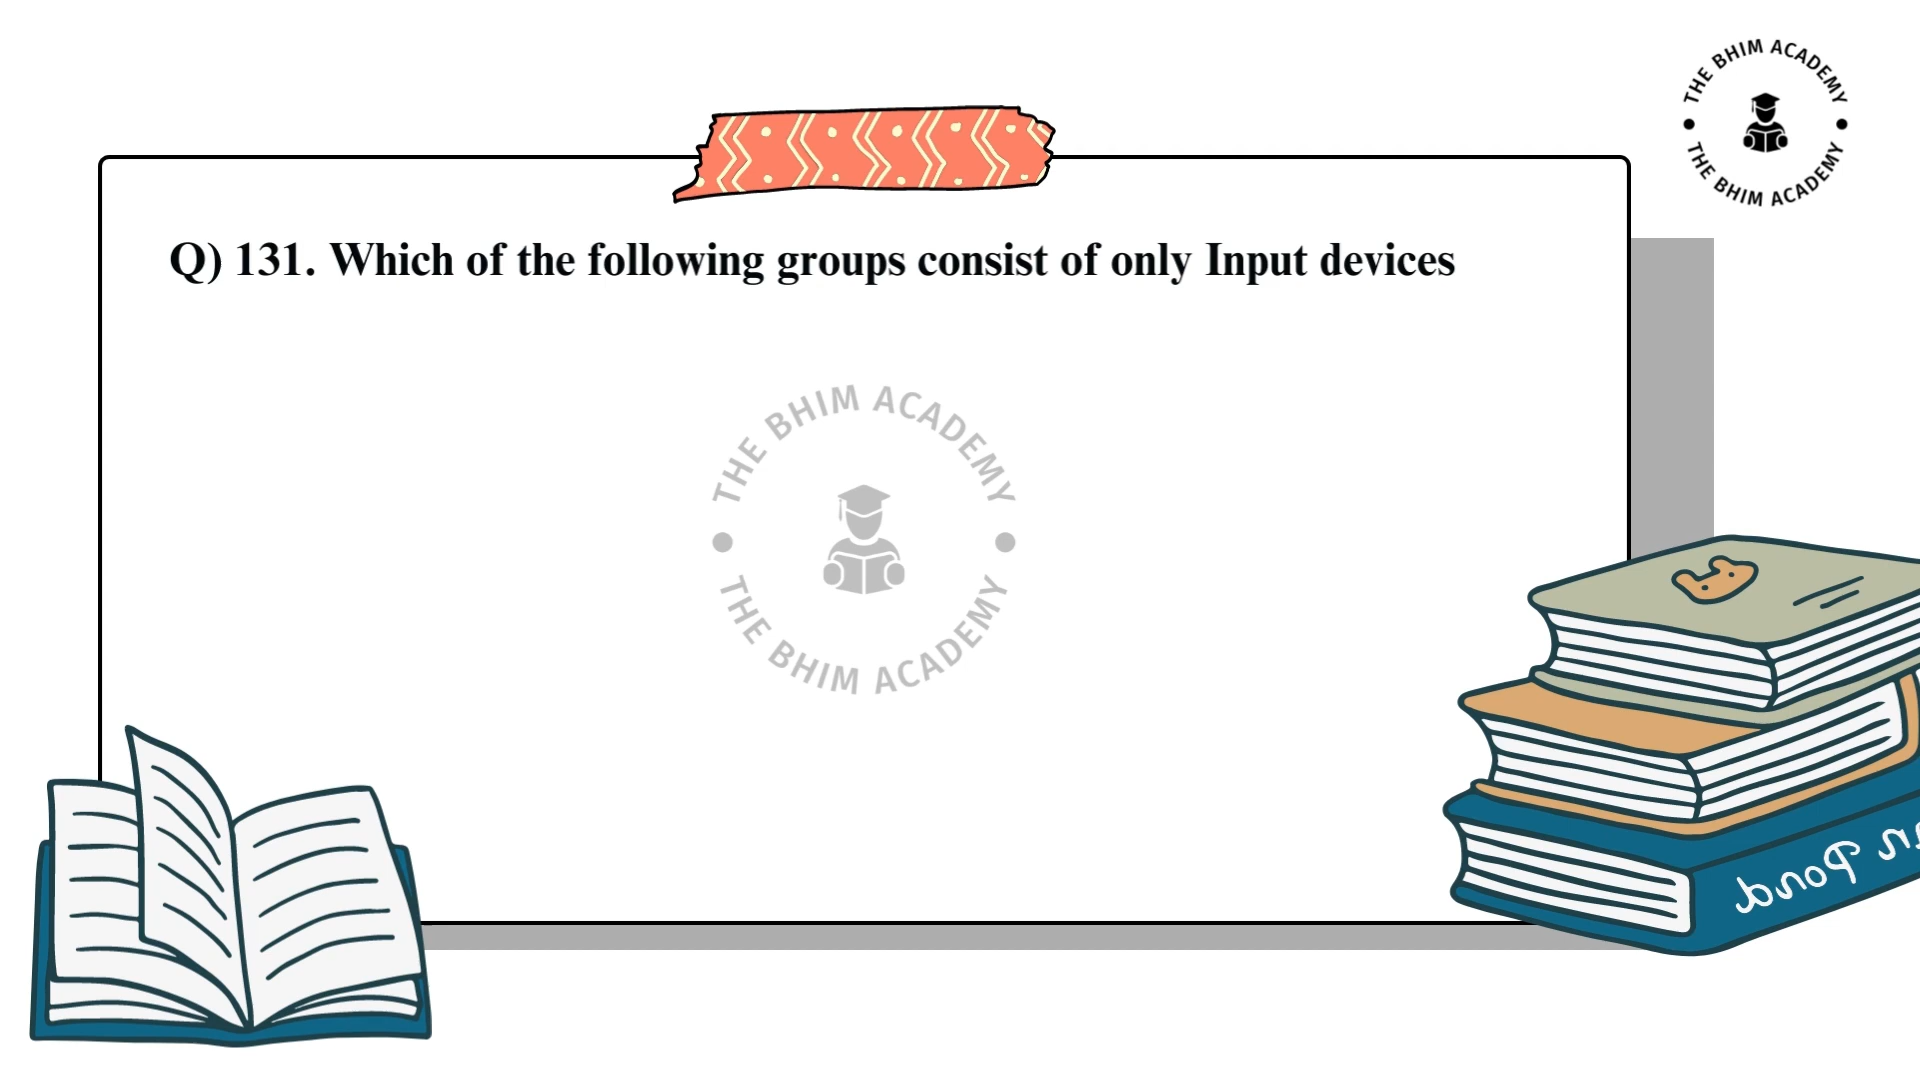 THE BHIM ACADEMY
THE BHIM ACADEMY
Q) 131. Which of the following groups consist of only Input devices
THE BHIM ACADEMY
THE BHIM ACADEMY
Pond